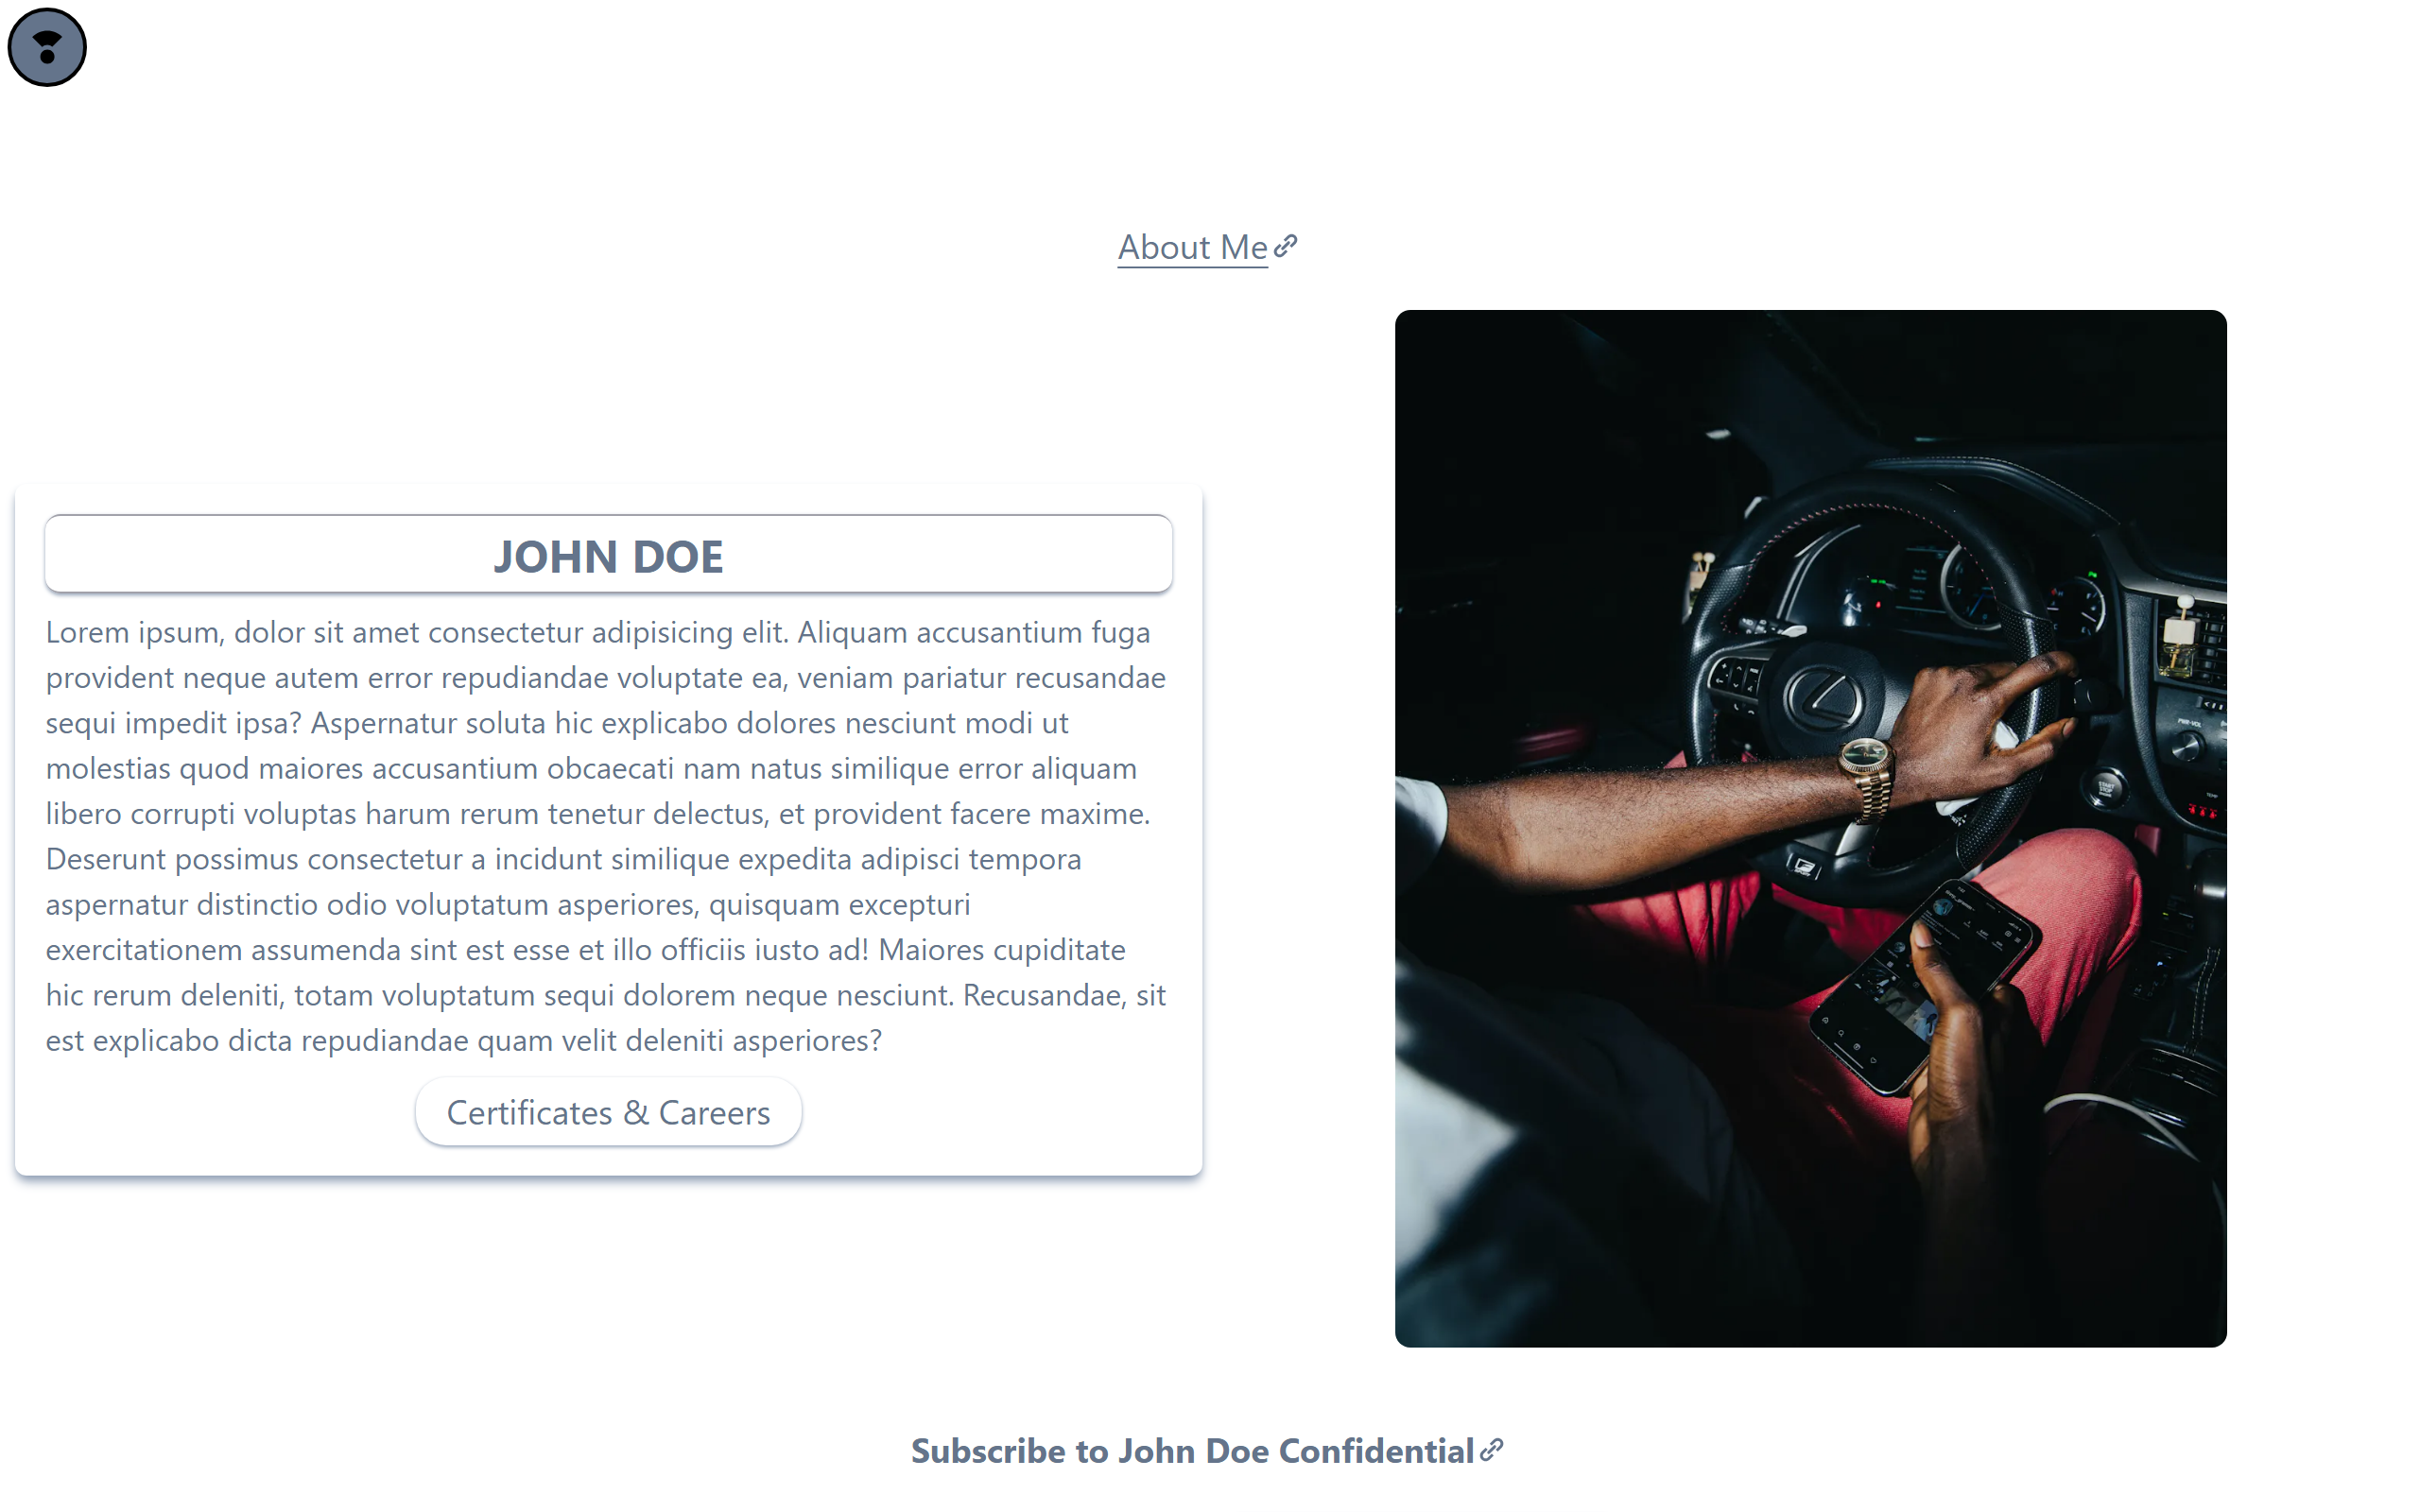 About Me
JOHN DOE
Lorem ipsum, dolor sit amet consectetur adipisicing elit. Aliquam accusantium fuga
provident neque autem error repudiandae voluptate ea, veniam pariatur recusandae
sequi impedit ipsa? Aspernatur soluta hic explicabo dolores nesciunt modi ut
molestias quod maiores accusantium obcaecati nam natus similique error aliquam
libero corrupti voluptas harum rerum tenetur delectus, et provident facere maxime.
Deserunt possimus consectetur a incidunt similique expedita adipisci tempora
aspernatur distinctio odio voluptatum asperiores, quisquam excepturi
exercitationem assumenda sint est esse et illo officiis iusto ad! Maiores cupiditate
hic rerum deleniti, totam voluptatum sequi dolorem neque nesciunt. Recusandae, sit
est explicabo dicta repudiandae quam velit deleniti asperiores?
Certificates & Careers
PWR·VOL
START
STOP
TEMP
Subscribe to John Doe Confidential